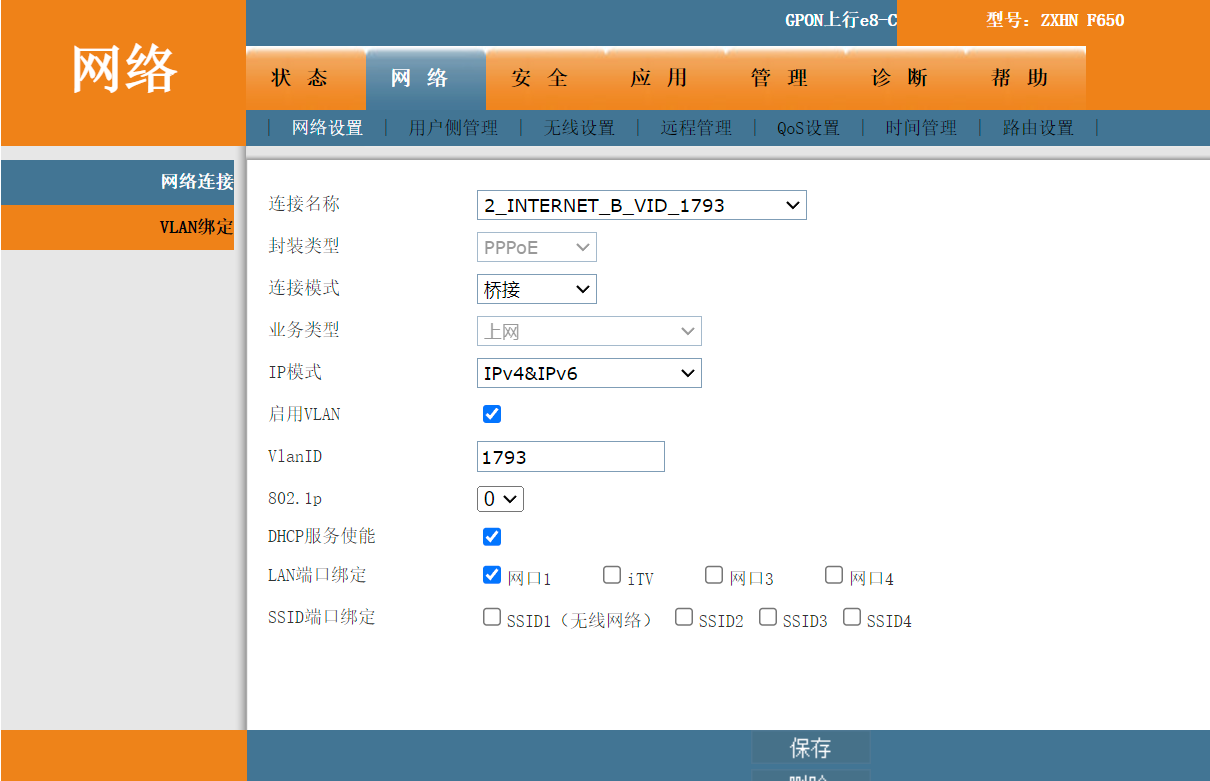 GPON上行e8-C 型号：ZXHN F650
网络
状 态 网 络 安 全 应 用 管 理 诊 断 帮 助
| 网络设置 | 用户侧管理 | 无线设置 | 远程管理 | QoS设置 | 时间管理 | 路由设置 |
网络连接
VLAN绑定
连接名称 2_INTERNET_B_VID_1793
封装类型 PPPoE
连接模式 桥接
业务类型 上网
IP模式 IPv4&IPv6
启用VLAN
VlanID 1793
802.1p 0
DHCP服务使能
LAN端口绑定 网口1 iTV 网口3 网口4
SSID端口绑定 SSID1（无线网络） SSID2 SSID3 SSID4
保存